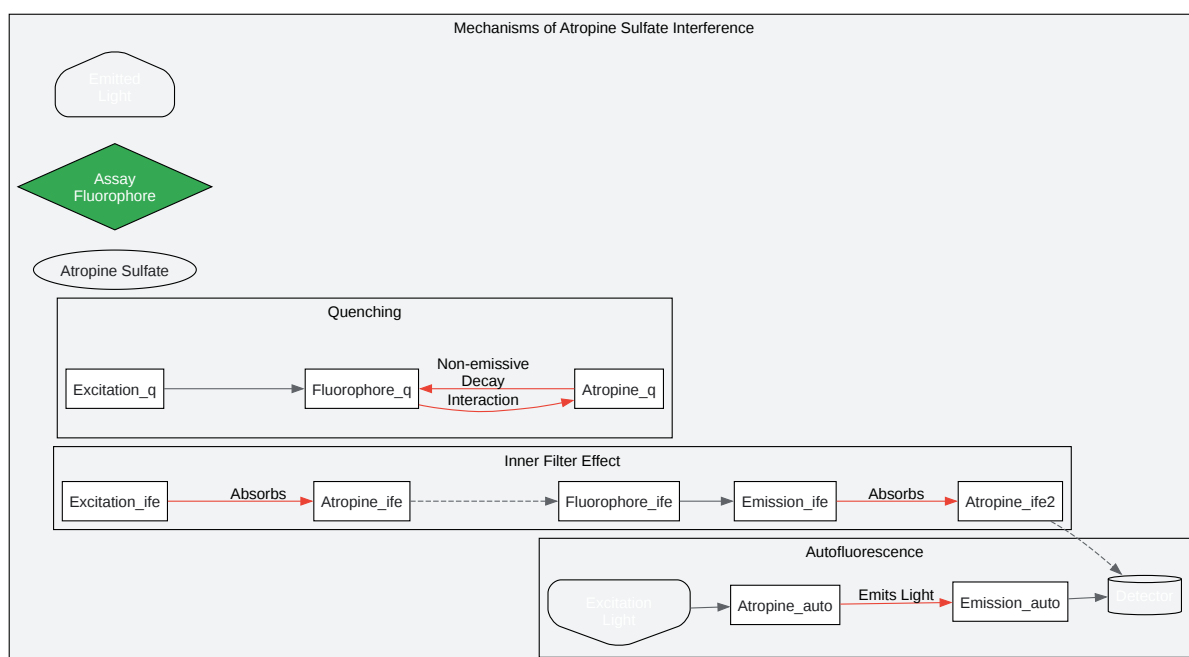 Mechanisms of Atropine Sulfate Interference
Emitted
Light
Assay
Fluorophore
Atropine Sulfate
Quenching
Excitation_q
Fluorophore_q
Non-emissive
Decay
Interaction
Atropine_q
Inner Filter Effect
Excitation_ife
Absorbs
Atropine_ife
Fluorophore_ife
Emission_ife
Absorbs
Atropine_ife2
Autofluorescence
Excitation
Light
Atropine_auto
Emits Light
Emission_auto
Detector